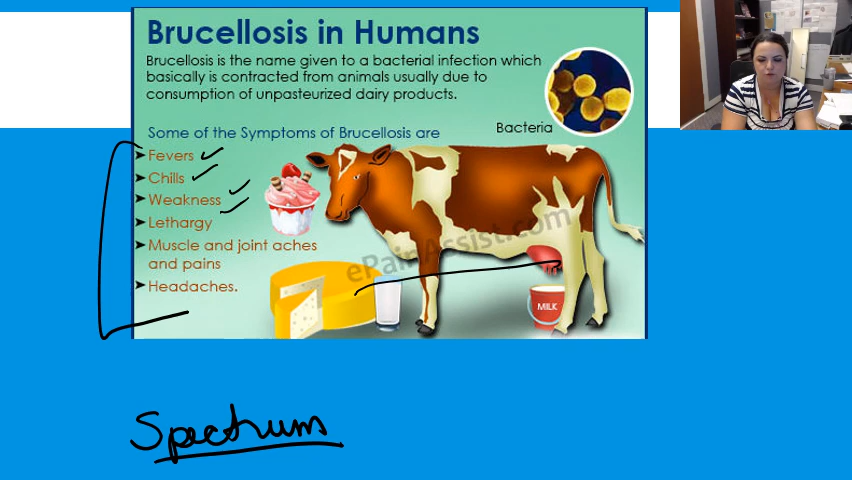 Brucellosis in Humans
Brucellosis is the name given to a bacterial infection which
basically is contracted from animals usually due to
consumption of unpasteurized dairy products.
Bacteria
Some of the Symptoms of Brucellosis are
➤Fevers
➤Chills
➤Weakness
➤Lethargy
➤Muscle and joint aches
and pains
➤Headaches.
ePainAssist.com
MILK
Spectrum